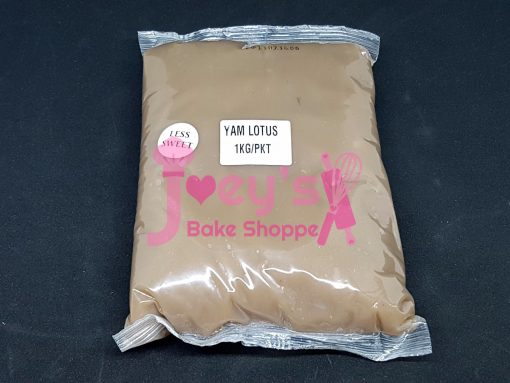 LESS
SWEET
YAM LOTUS
1KG/PKT
Joey's
Bake Shoppe